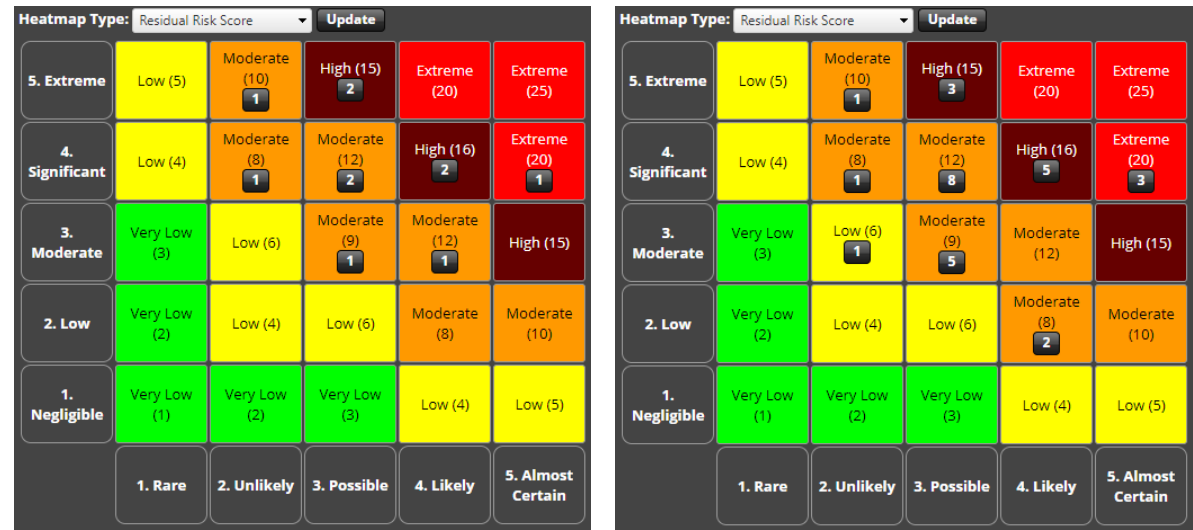 Heatmap Type: Residual Risk Score Update
5. Extreme
Low (5)
Moderate
(10)
1
High (15)
2
Extreme
(20)
Extreme
(25)
4.
Significant
Low (4)
Moderate
(8)
1
Moderate
(12)
2
High (16)
2
Extreme
(20)
1
3.
Moderate
Very Low
(3)
Low (6)
Moderate
(9)
1
Moderate
(12)
1
High (15)
2. Low
Very Low
(2)
Low (4)
Low (6)
Moderate
(8)
Moderate
(10)
1.
Negligible
Very Low
(1)
Very Low
(2)
Very Low
(3)
Low (4)
Low (5)
1. Rare
2. Unlikely
3. Possible
4. Likely
5. Almost
Certain
Heatmap Type: Residual Risk Score Update
5. Extreme
Low (5)
Moderate
(10)
1
High (15)
3
Extreme
(20)
Extreme
(25)
4.
Significant
Low (4)
Moderate
(8)
1
Moderate
(12)
8
High (16)
5
Extreme
(20)
3
3.
Moderate
Very Low
(3)
Low (6)
1
Moderate
(9)
5
Moderate
(12)
High (15)
2. Low
Very Low
(2)
Low (4)
Low (6)
Moderate
(8)
2
Moderate
(10)
1.
Negligible
Very Low
(1)
Very Low
(2)
Very Low
(3)
Low (4)
Low (5)
1. Rare
2. Unlikely
3. Possible
4. Likely
5. Almost
Certain